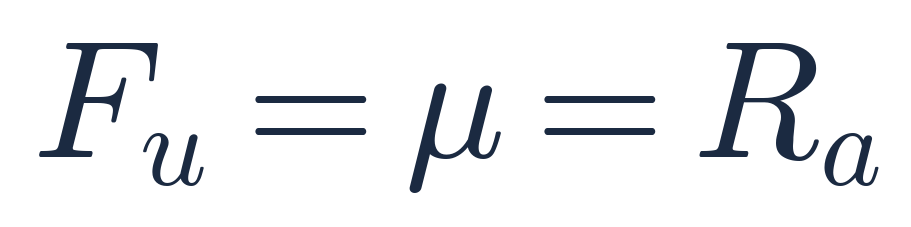 F_u = μ = R_a